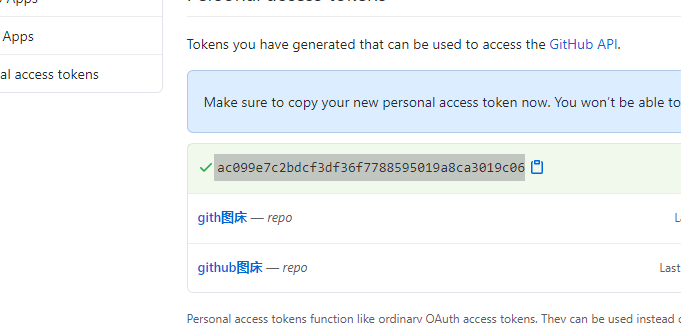 Personal access tokens
Apps
Tokens you have generated that can be used to access the GitHub API.
Apps
al access tokens
Make sure to copy your new personal access token now. You won't be able to
ac099e7c2bdcf3df36f7788595019a8ca3019c06
gith图床 — repo
github图床 — repo
Last
Personal access tokens function like ordinary OAuth access tokens. They can be used instead